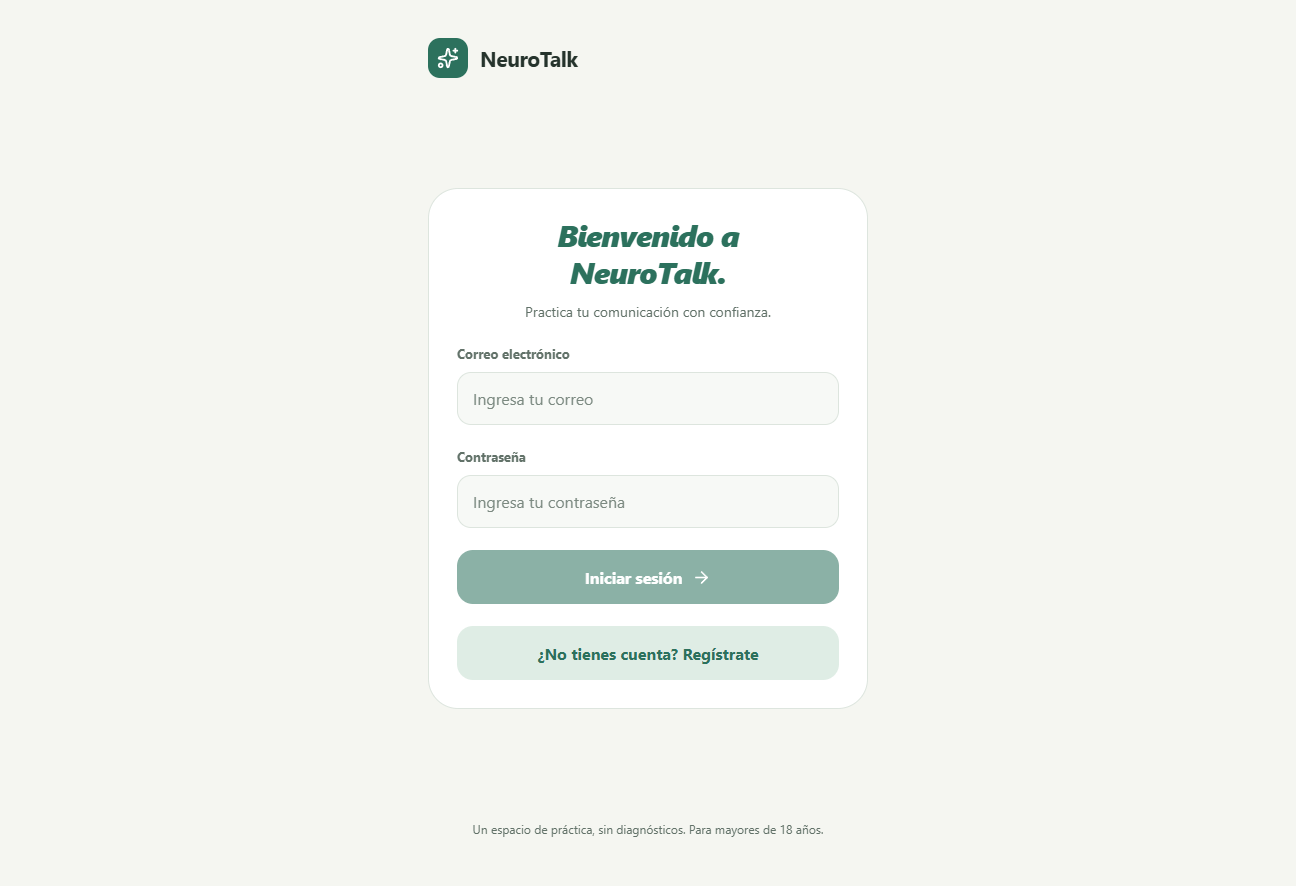 NeuroTalk
Bienvenido a
NeuroTalk.
Practica tu comunicación con confianza.
Correo electrónico
Ingresa tu correo
Contraseña
Ingresa tu contraseña
Iniciar sesión →
¿No tienes cuenta? Regístrate
Un espacio de práctica, sin diagnósticos. Para mayores de 18 años.